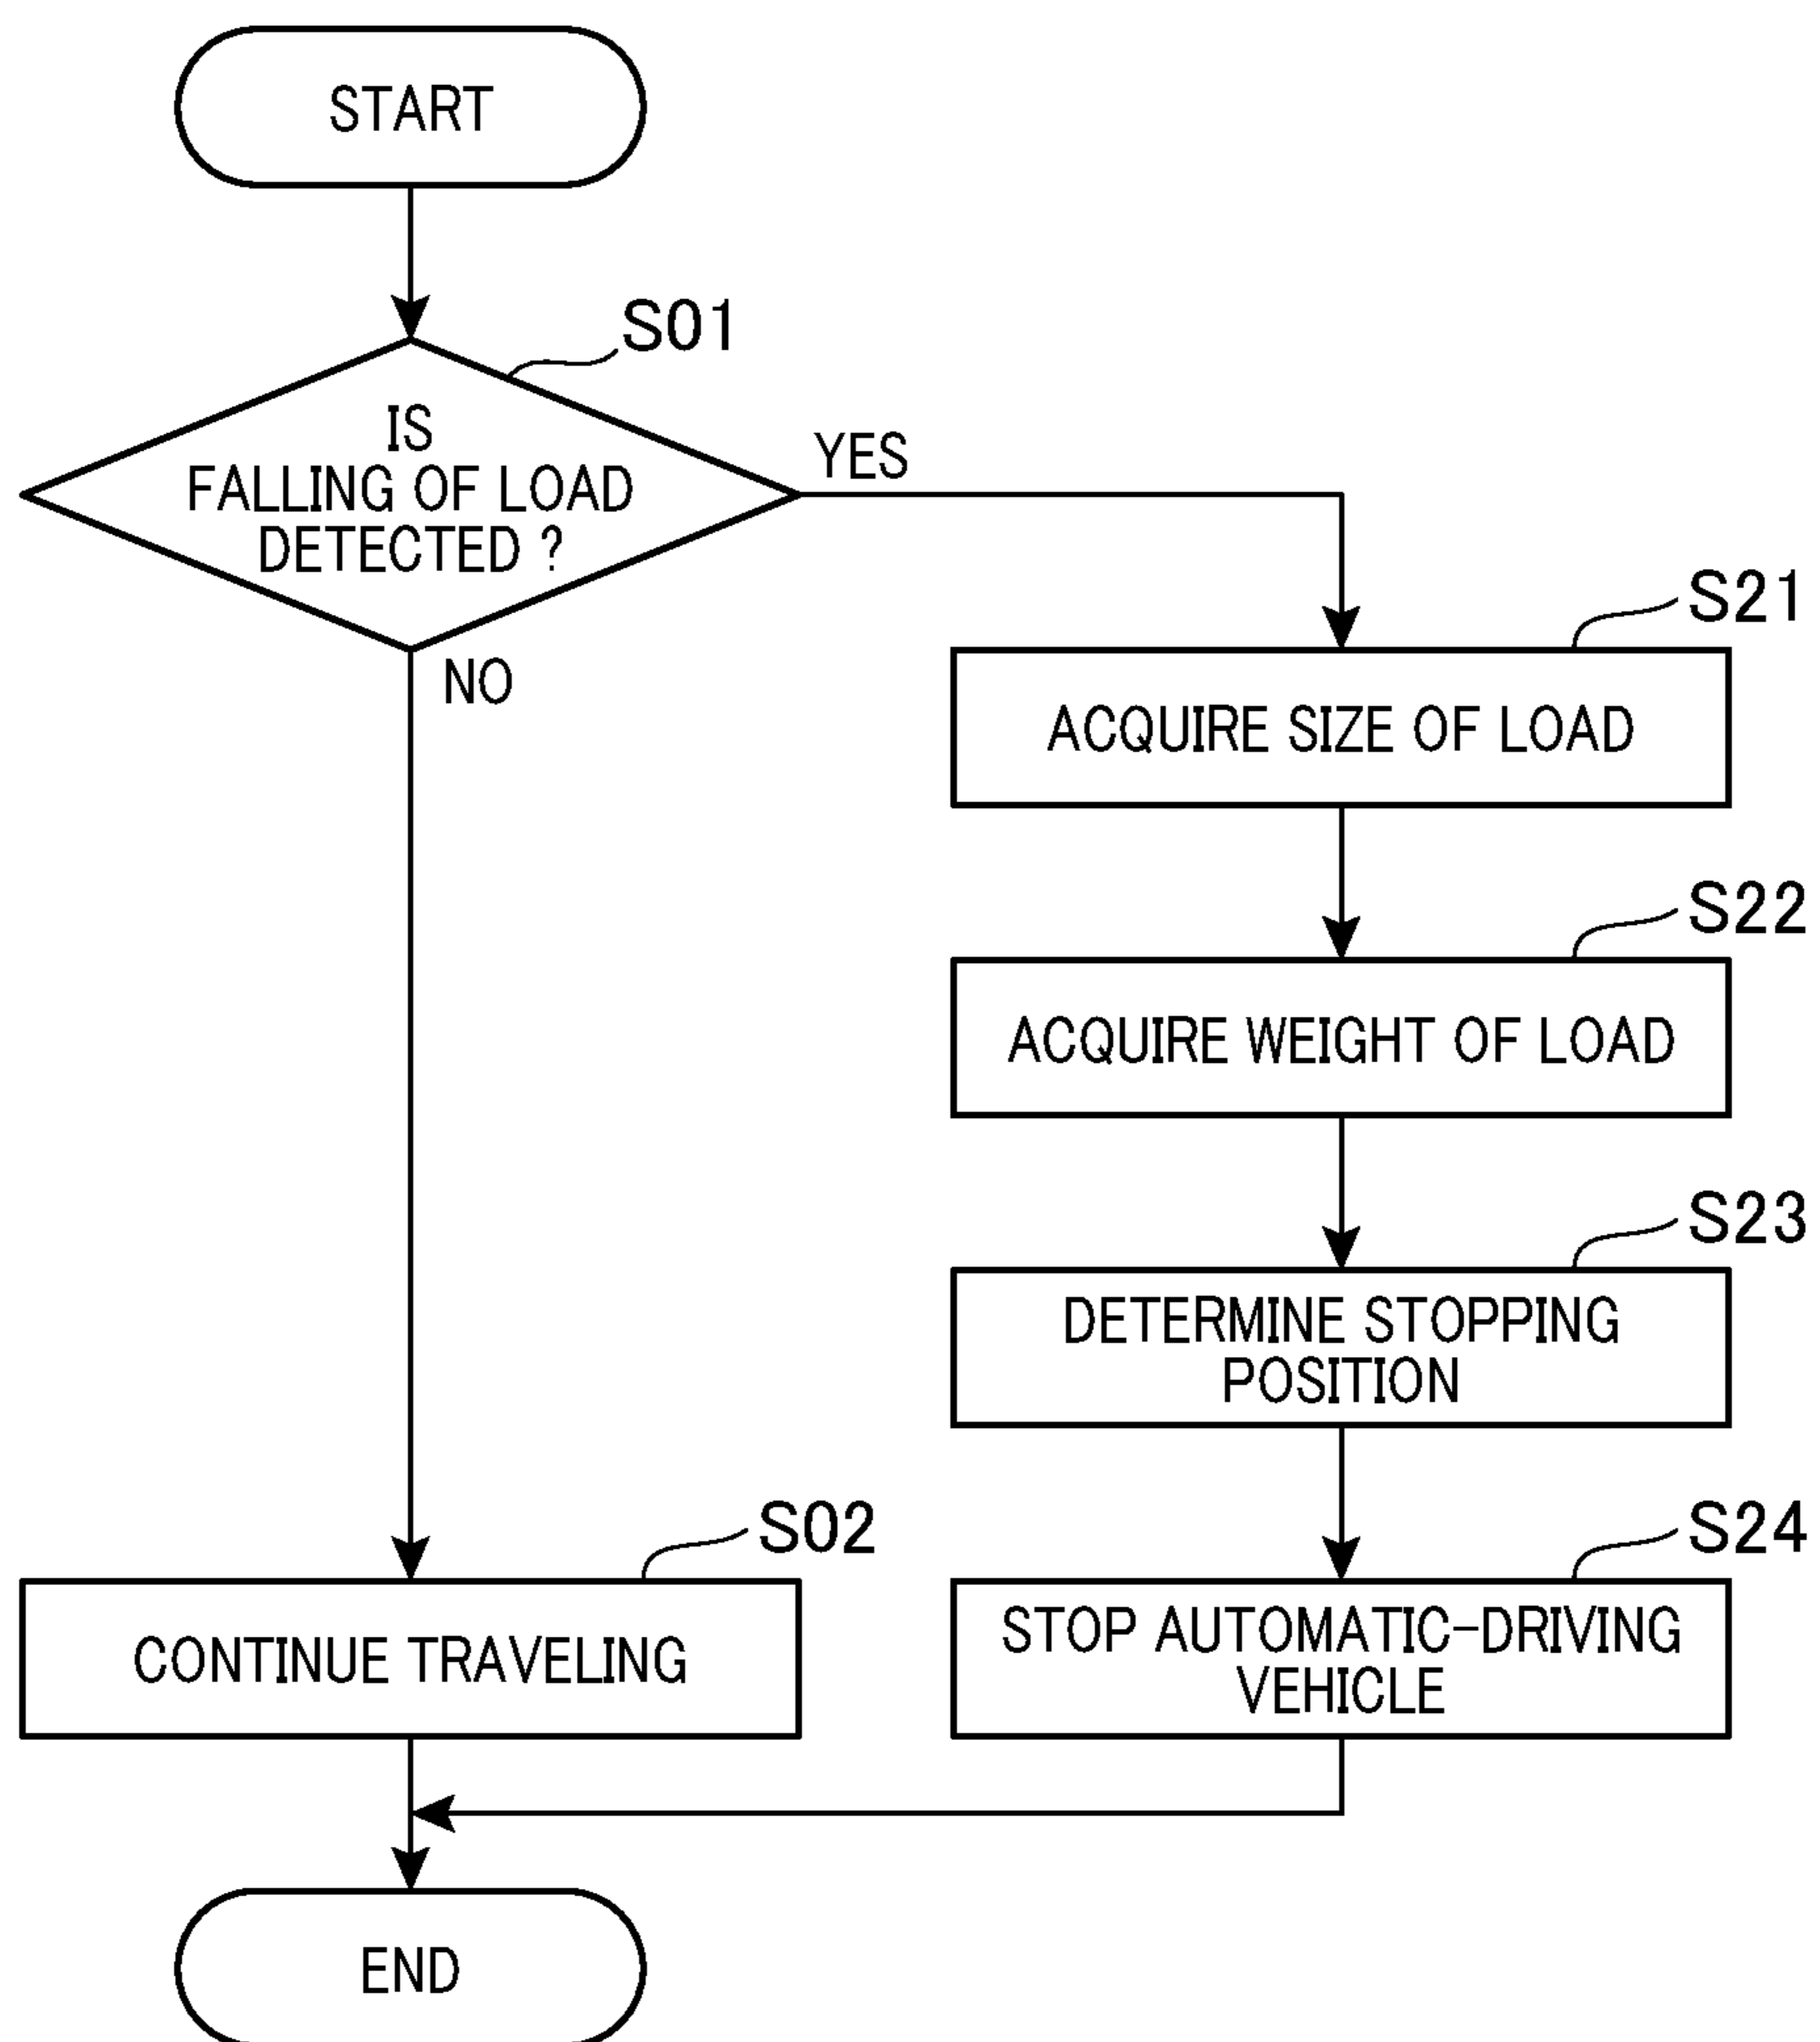 START
S01
IS
FALLING OF LOAD
DETECTED ?
YES
NO
S21
ACQUIRE SIZE OF LOAD
S22
ACQUIRE WEIGHT OF LOAD
S23
DETERMINE STOPPING
POSITION
S02
CONTINUE TRAVELING
S24
STOP AUTOMATIC-DRIVING
VEHICLE
END